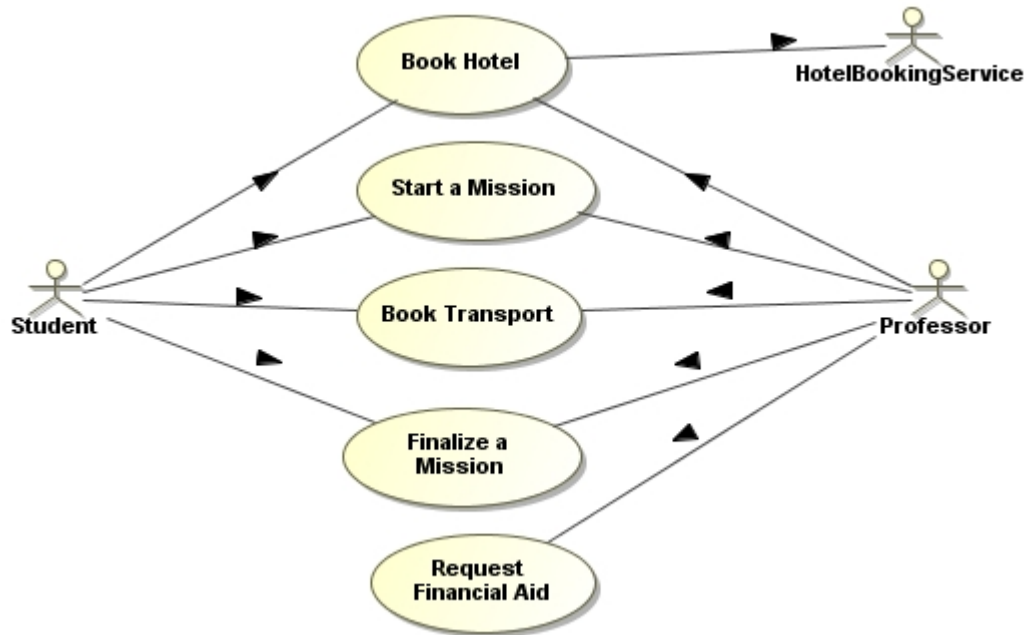 Book Hotel
HotelBookingService
Start a Mission
Student
Book Transport
Professor
Finalize a
Mission
Request
Financial Aid